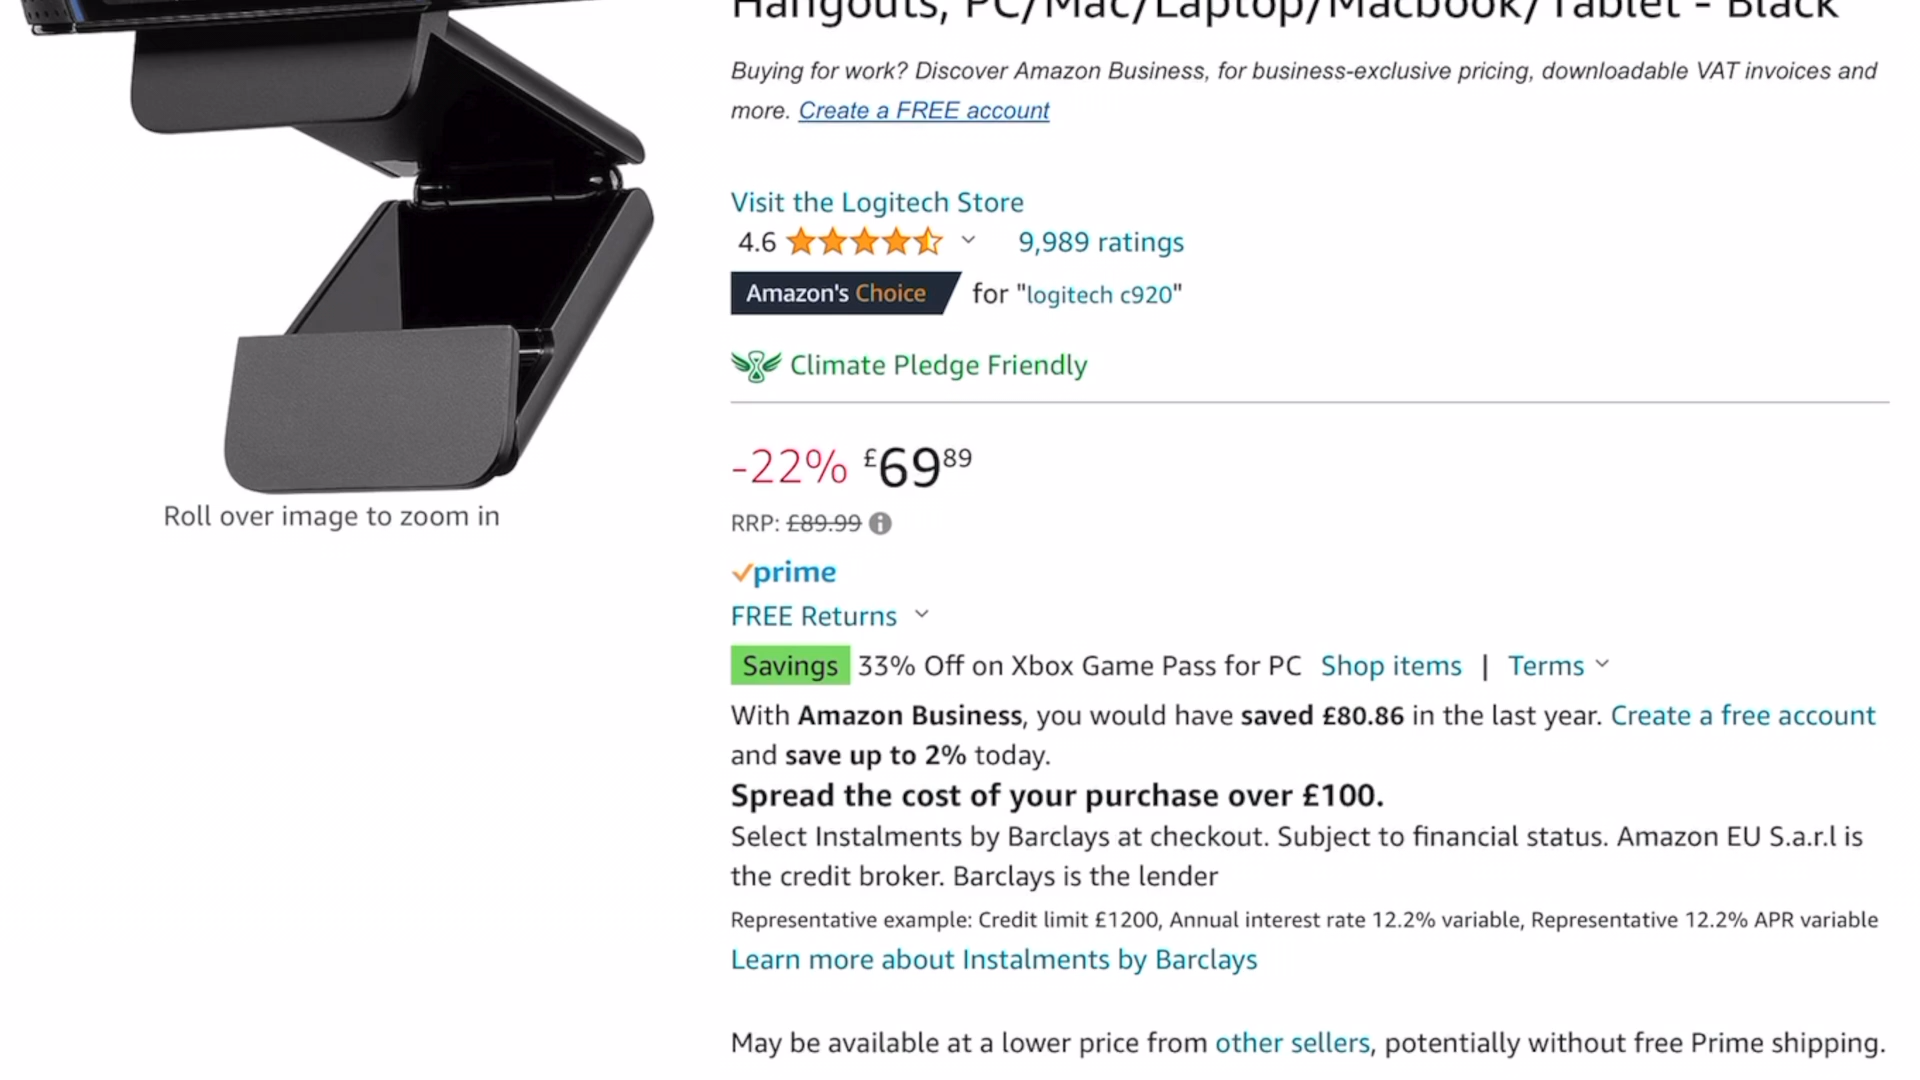 Hangouts, PC/Mac/Laptop/Macbook/Tablet - Black
Buying for work? Discover Amazon Business, for business-exclusive pricing, downloadable VAT invoices and
more. Create a FREE account
Visit the Logitech Store
4.6 9,989 ratings
Amazon's Choice for "logitech c920"
Climate Pledge Friendly
-22% £69 89
RRP: £89.99
Roll over image to zoom in
prime
FREE Returns
Savings 33% Off on Xbox Game Pass for PC Shop items | Terms
With Amazon Business, you would have saved £80.86 in the last year. Create a free account
and save up to 2% today.
Spread the cost of your purchase over £100.
Select Instalments by Barclays at checkout. Subject to financial status. Amazon EU S.a.r.l is
the credit broker. Barclays is the lender
Representative example: Credit limit £1200, Annual interest rate 12.2% variable, Representative 12.2% APR variable
Learn more about Instalments by Barclays
May be available at a lower price from other sellers, potentially without free Prime shipping.